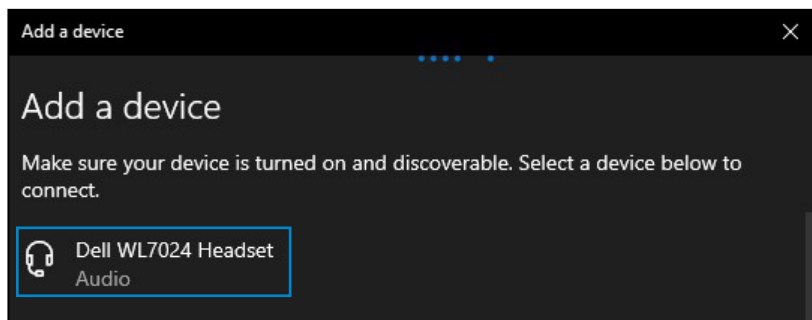 Add a device
Add a device
Make sure your device is turned on and discoverable. Select a device below to
connect.
Dell WL7024 Headset
Audio